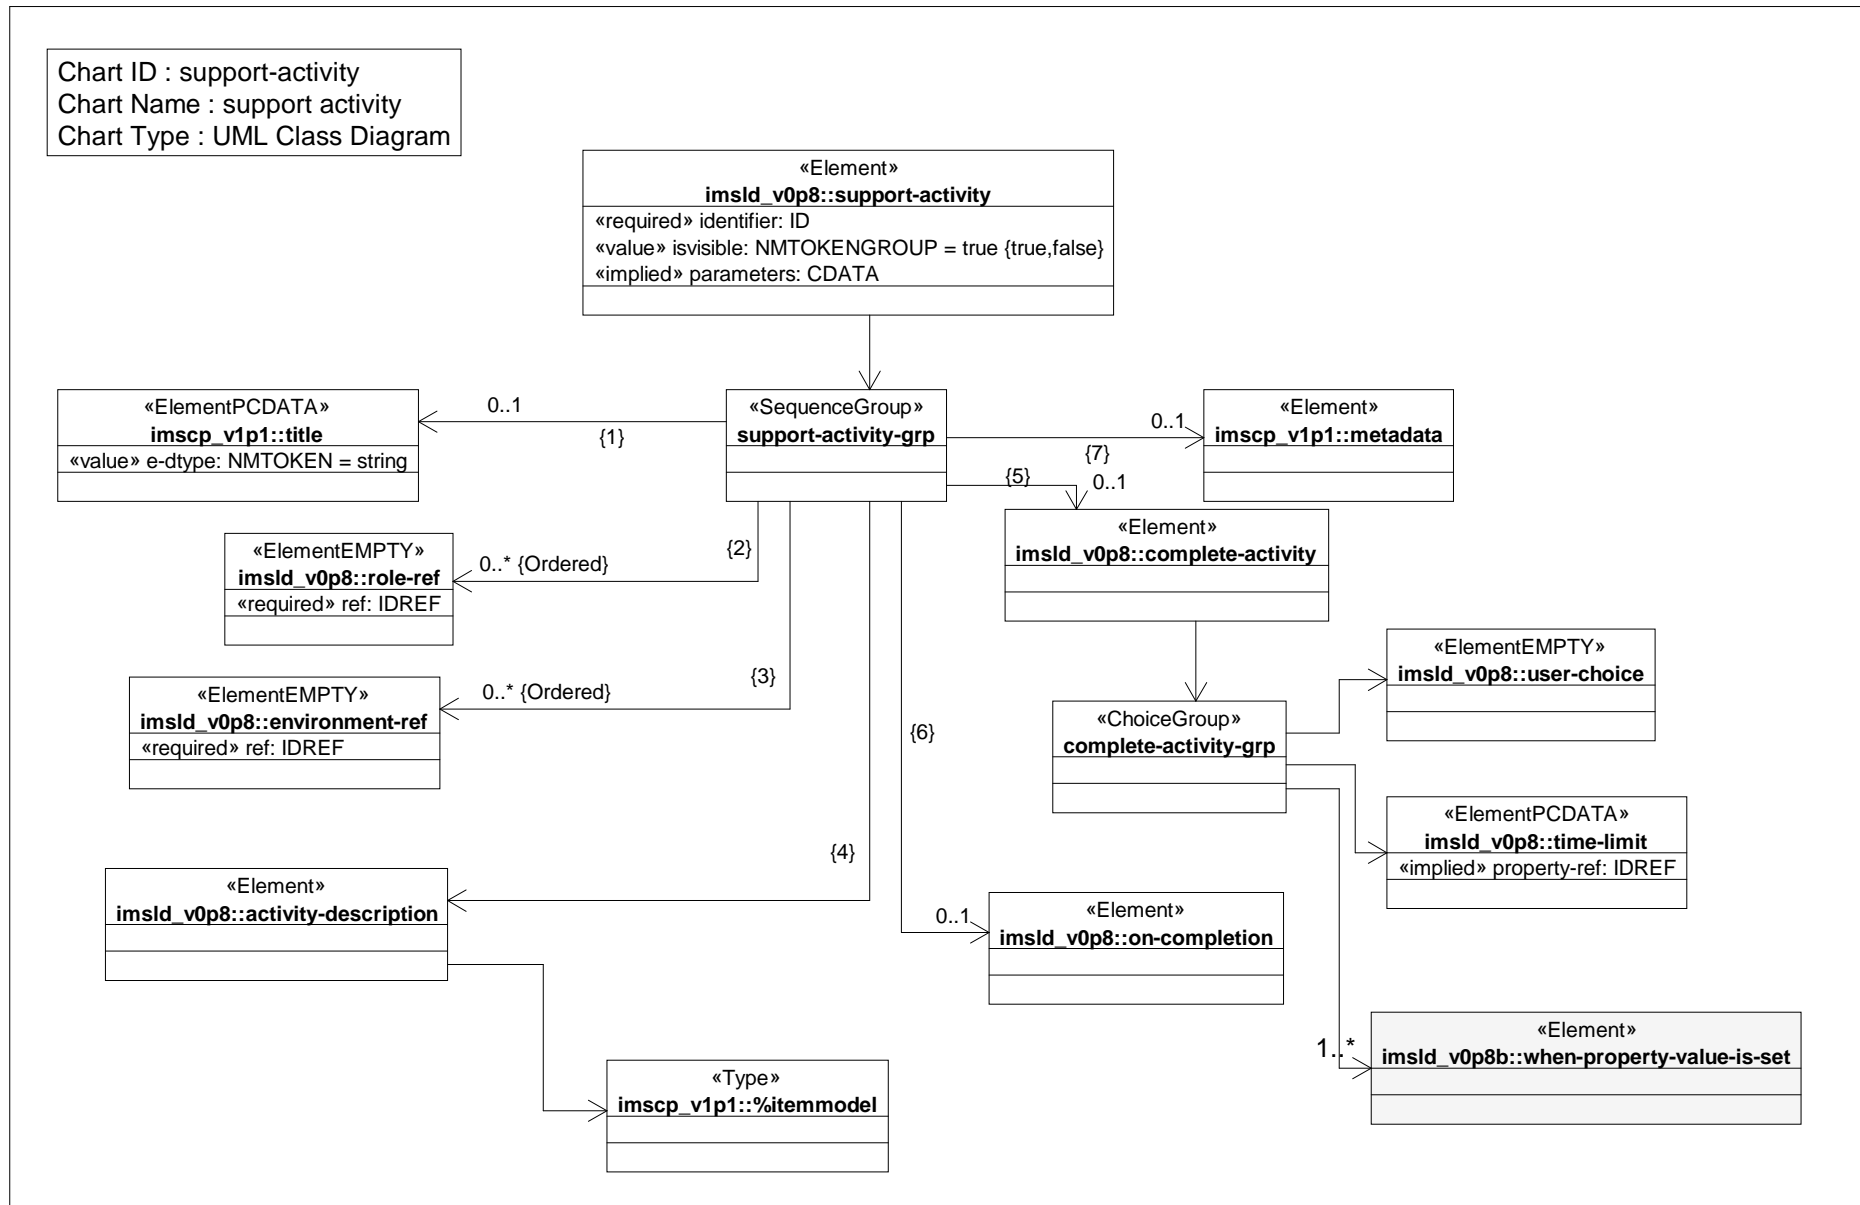 Chart ID : support-activity
Chart Name : support activity
Chart Type : UML Class Diagram
«Element»
imsld_v0p8::support-activity
«required» identifier: ID
«value» isvisible: NMTOKENGROUP = true {true,false}
«implied» parameters: CDATA
«ElementPCDATA»
imscp_v1p1::title
«value» e-dtype: NMTOKEN = string
0..1
{1}
«SequenceGroup»
support-activity-grp
0..1
{7}
«Element»
imscp_v1p1::metadata
{5}
0..1
«Element»
imsld_v0p8::complete-activity
«ElementEMPTY»
imsld_v0p8::role-ref
«required» ref: IDREF
0..* {Ordered}
{2}
«ElementEMPTY»
imsld_v0p8::environment-ref
«required» ref: IDREF
0..* {Ordered}
{3}
{6}
«ChoiceGroup»
complete-activity-grp
«ElementEMPTY»
imsld_v0p8::user-choice
«ElementPCDATA»
imsld_v0p8::time-limit
«implied» property-ref: IDREF
{4}
«Element»
imsld_v0p8::activity-description
0..1
«Element»
imsld_v0p8::on-completion
1..*
«Element»
imsld_v0p8b::when-property-value-is-set
«Type»
imscp_v1p1::%itemmodel